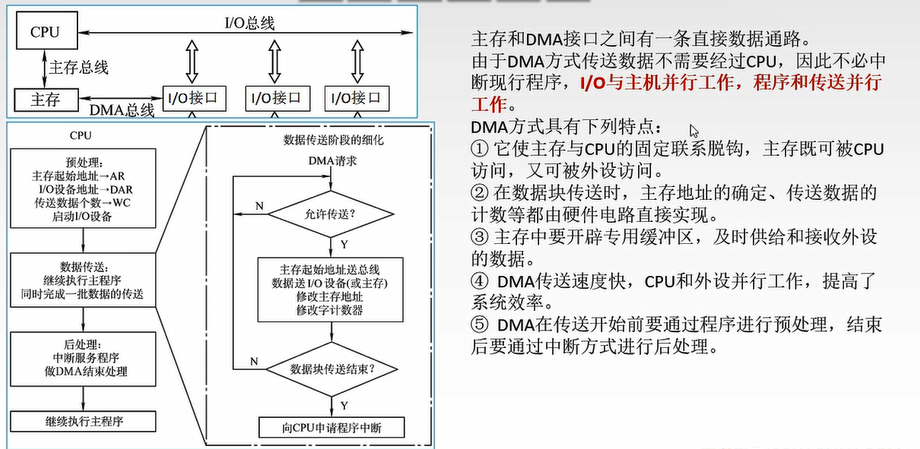 I/O总线
CPU
主存总线
主存
I/O接口
I/O接口
I/O接口
DMA总线
CPU
预处理：
主存起始地址→AR
I/O设备地址→DAR
传送数据个数→WC
启动I/O设备
数据传送：
继续执行主程序
同时完成一批数据的传送
后处理：
中断服务程序
做DMA结束处理
继续执行主程序
数据传送阶段的细化
DMA请求
N
允许传送？
Y
主存起始地址送总线
数据送 I/O 设备(或主存)
修改主存地址
修改字计数器
N
数据块传送结束？
Y
向CPU申请程序中断
主存和DMA接口之间有一条直接数据通路。
由于DMA方式传送数据不需要经过CPU，因此不必中
断现行程序，I/O与主机并行工作，程序和传送并行
工作。
DMA方式具有下列特点：
① 它使主存与CPU的固定联系脱钩，主存既可被CPU
访问，又可被外设访问。
② 在数据块传送时，主存地址的确定、传送数据的
计数等都由硬件电路直接实现。
③ 主存中要开辟专用缓冲区，及时供给和接收外设
的数据。
④ DMA传送速度快，CPU和外设并行工作，提高了
系统效率。
⑤ DMA在传送开始前要通过程序进行预处理，结束
后要通过中断方式进行后处理。